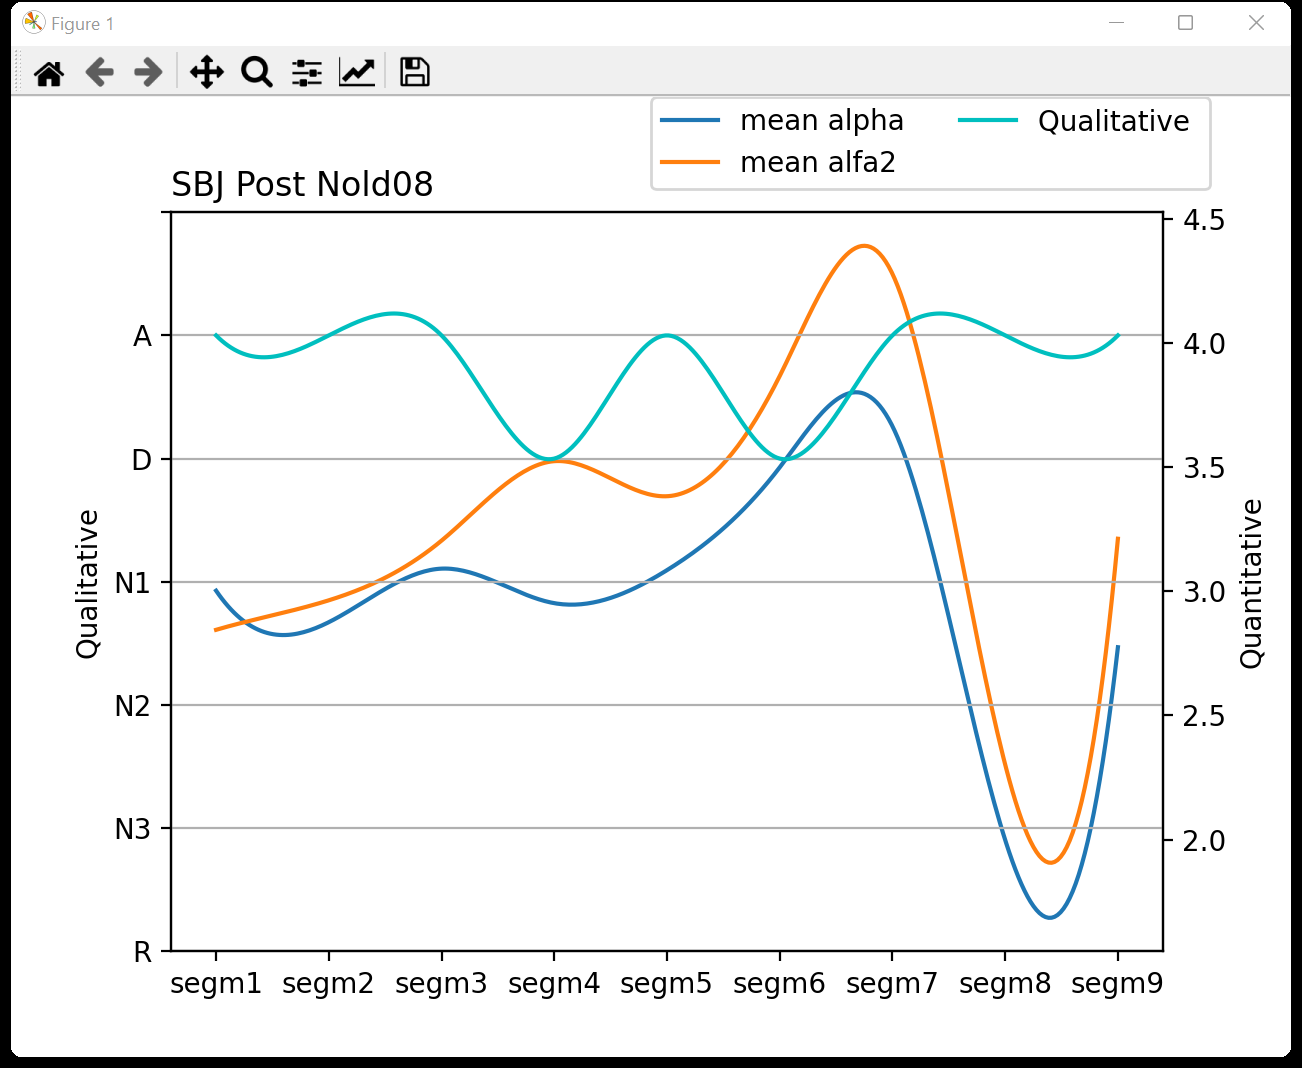 Figure 1
mean alpha
mean alfa2
Qualitative
SBJ Post Nold08
A
D
N1
N2
N3
R
Qualitative
4.5
4.0
3.5
3.0
2.5
2.0
Quantitative
segm1 segm2 segm3 segm4 segm5 segm6 segm7 segm8 segm9